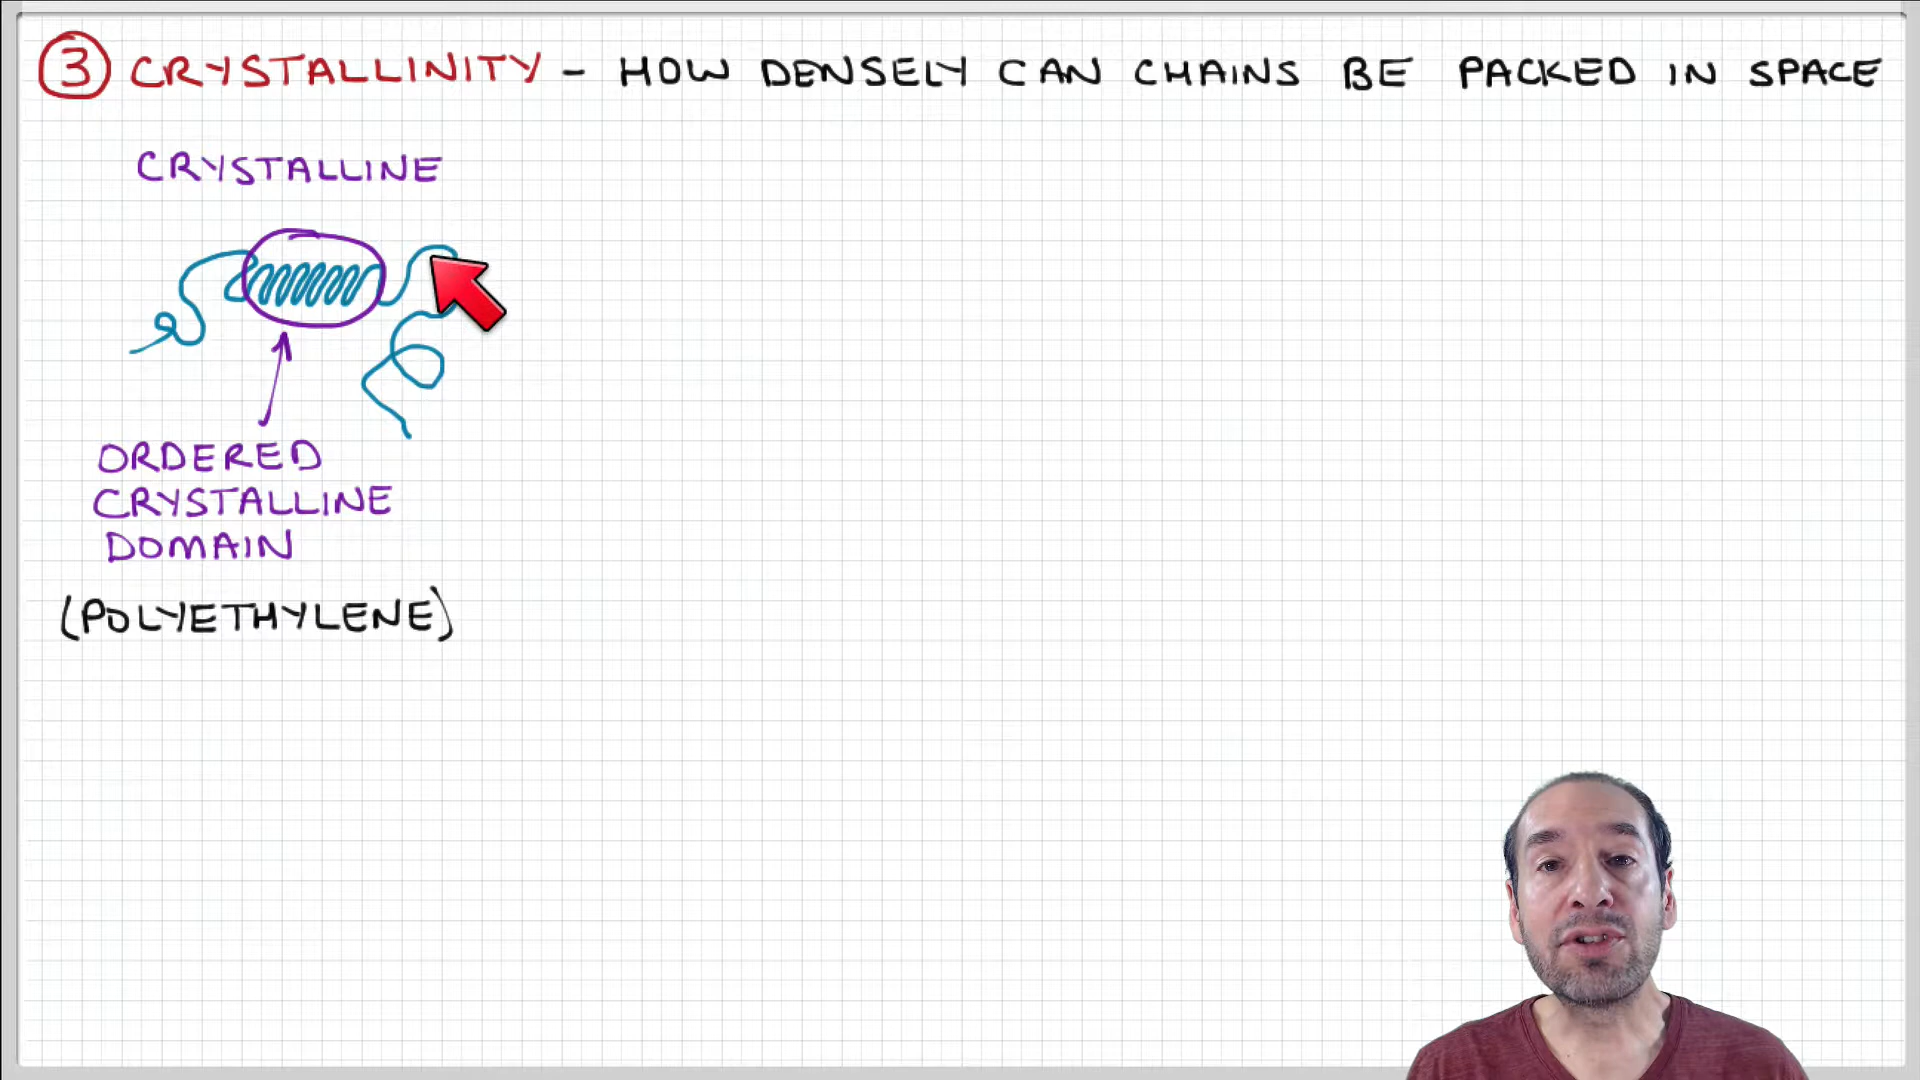 3 CRYSTALLINITY - HOW DENSELY CAN CHAINS BE PACKED IN SPACE
CRYSTALLINE
ORDERED
CRYSTALLINE
DOMAIN
(POLYETHYLENE)